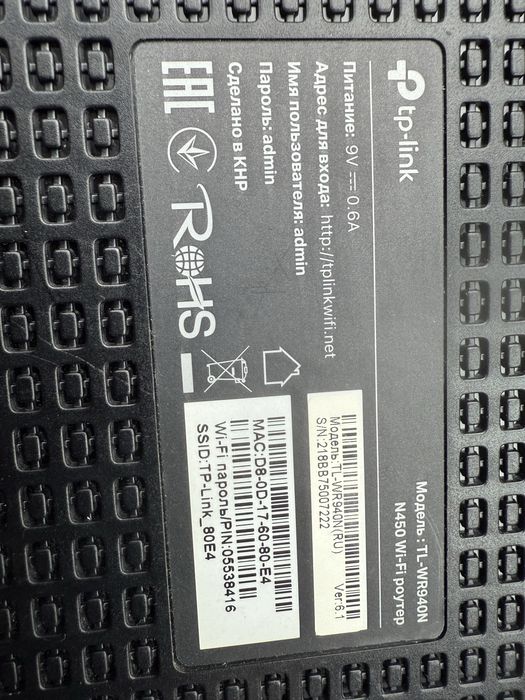 tp-link
Модель: TL-WR940N
N450 Wi-Fi роутер
Питание: 9V ⎓ 0.6A
Адрес для входа: http://tplinkwifi.net
Имя пользователя: admin
Пароль: admin
Сделано в КНР
EAC
RoHS
Модель:TL-WR940N(RU) Ver:6.1
S/N:218BB75007222
MAC:D8-0D-17-60-80-E4
Wi-Fi пароль/PIN:05538416
SSID:TP-Link_80E4